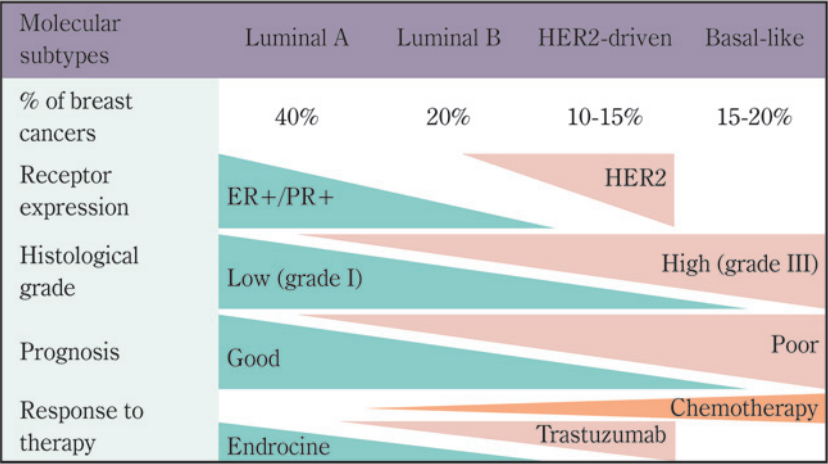 Molecular
subtypes
Luminal A Luminal B HER2-driven Basal-like
% of breast
cancers
40% 20% 10-15% 15-20%
Receptor
expression
ER+/PR+
HER2
Histological
grade
Low (grade I)
High (grade III)
Prognosis
Good
Poor
Response to
therapy
Chemotherapy
Trastuzumab
Endrocine